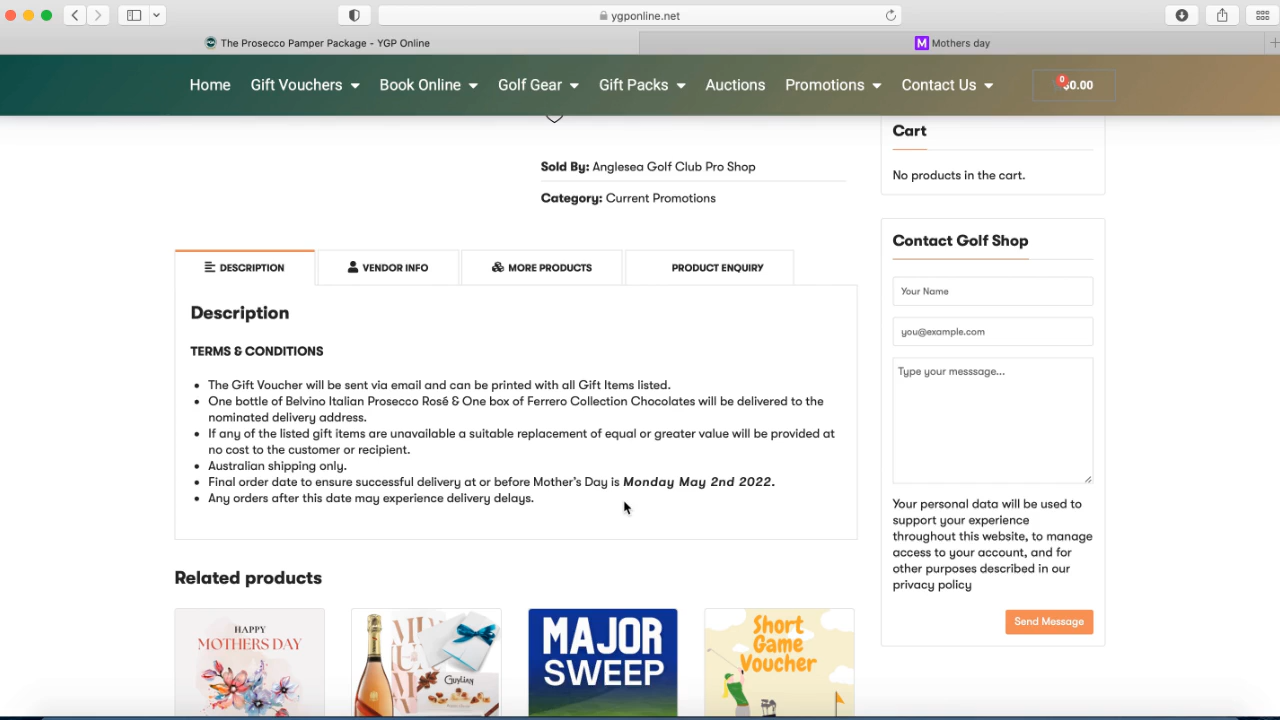 ygponline.net
The Prosecco Pamper Package - YGP Online
M Mothers day
Home Gift Vouchers Book Online Golf Gear Gift Packs Auctions Promotions Contact Us 0 $0.00
Sold By: Anglesea Golf Club Pro Shop
Category: Current Promotions
DESCRIPTION VENDOR INFO MORE PRODUCTS PRODUCT ENQUIRY
Description
TERMS & CONDITIONS
• The Gift Voucher will be sent via email and can be printed with all Gift Items listed.
• One bottle of Belvino Italian Prosecco Rosé & One box of Ferrero Collection Chocolates will be delivered to the
nominated delivery address.
• If any of the listed gift items are unavailable a suitable replacement of equal or greater value will be provided at
no cost to the customer or recipient.
• Australian shipping only.
• Final order date to ensure successful delivery at or before Mother's Day is Monday May 2nd 2022.
• Any orders after this date may experience delivery delays.
Related products
HAPPY
MOTHERS DAY
GUYLIAN
MAJOR
SWEEP
Short
Game
Voucher
Cart
No products in the cart.
Contact Golf Shop
Your Name
you@example.com
Type your messsage...
Your personal data will be used to
support your experience
throughout this website, to manage
access to your account, and for
other purposes described in our
privacy policy
Send Message